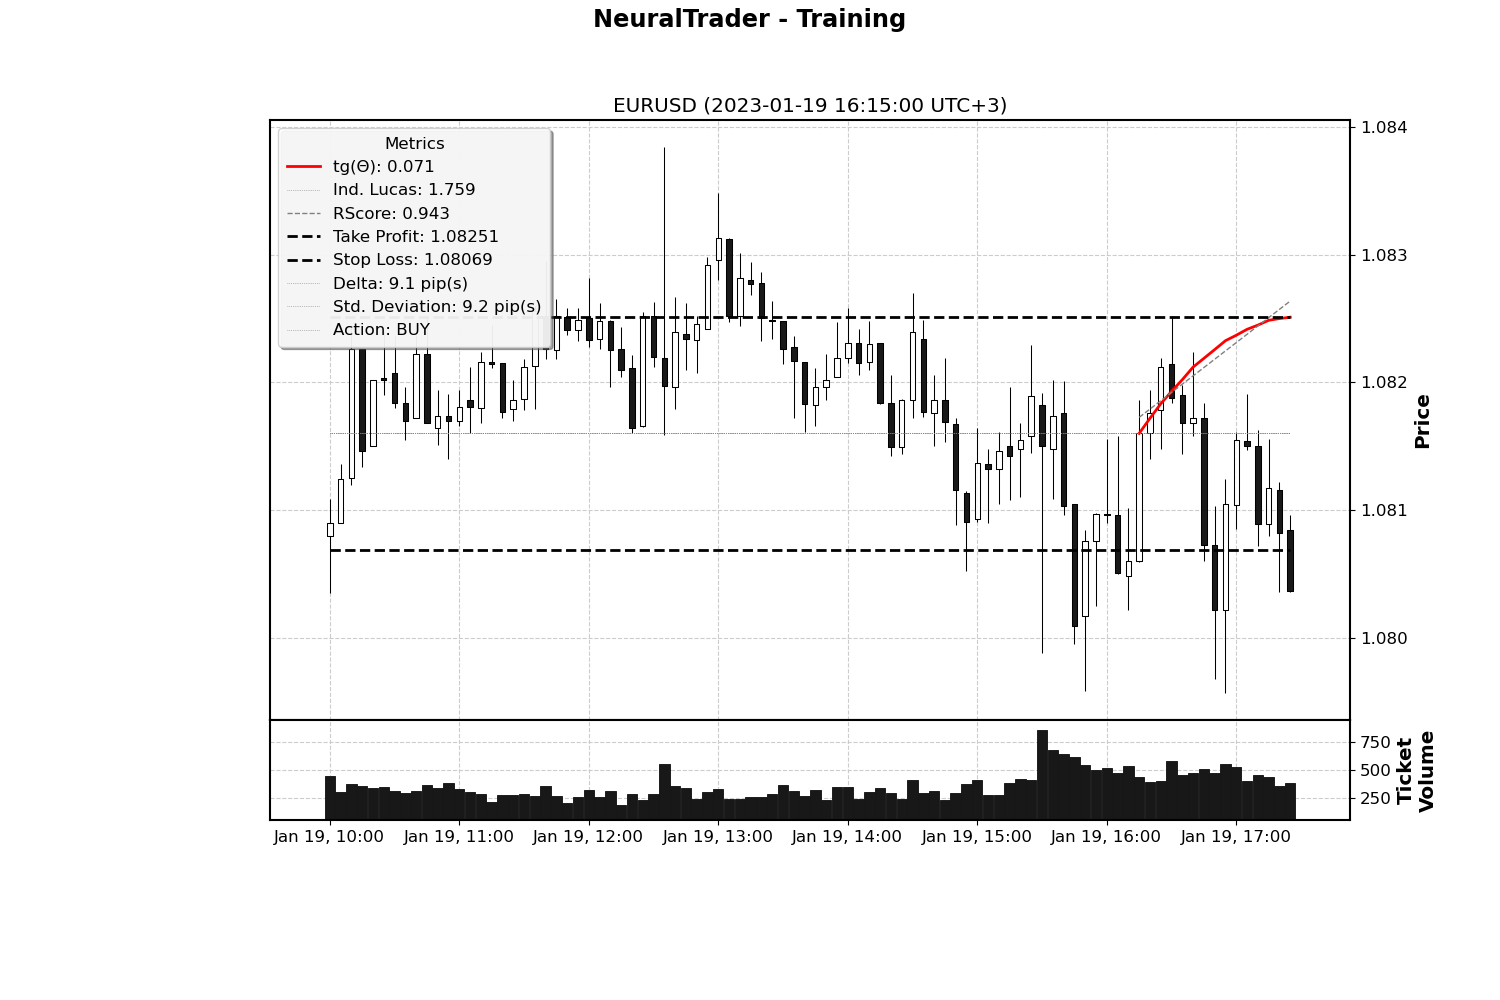 NeuralTrader - Training
EURUSD (2023-01-19 16:15:00 UTC+3)
Metrics
tg(Θ): 0.071
Ind. Lucas: 1.759
RScore: 0.943
Take Profit: 1.08251
Stop Loss: 1.08069
Delta: 9.1 pip(s)
Std. Deviation: 9.2 pip(s)
Action: BUY
1.084
1.083
1.082
1.081
1.080
Price
750
500
250
Ticket
Volume
Jan 19, 10:00
Jan 19, 11:00
Jan 19, 12:00
Jan 19, 13:00
Jan 19, 14:00
Jan 19, 15:00
Jan 19, 16:00
Jan 19, 17:00